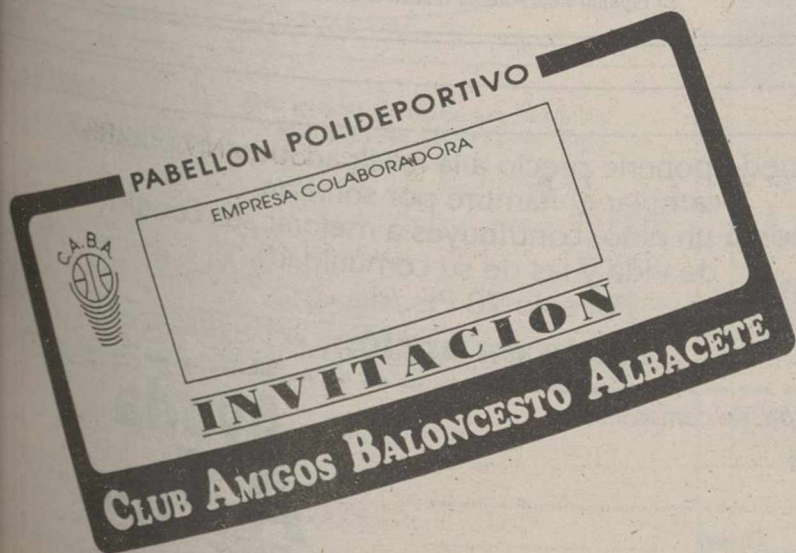 PABELLON POLIDEPORTIVO
EMPRESA COLABORADORA
C.A.B.A
INVITACION
CLUB AMIGOS BALONCESTO ALBACETE